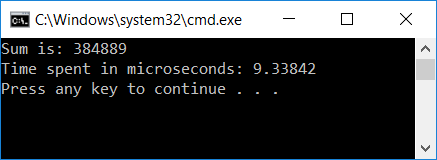 C:\Windows\system32\cmd.exe
Sum is: 384889
Time spent in microseconds: 9.33842
Press any key to continue . . .